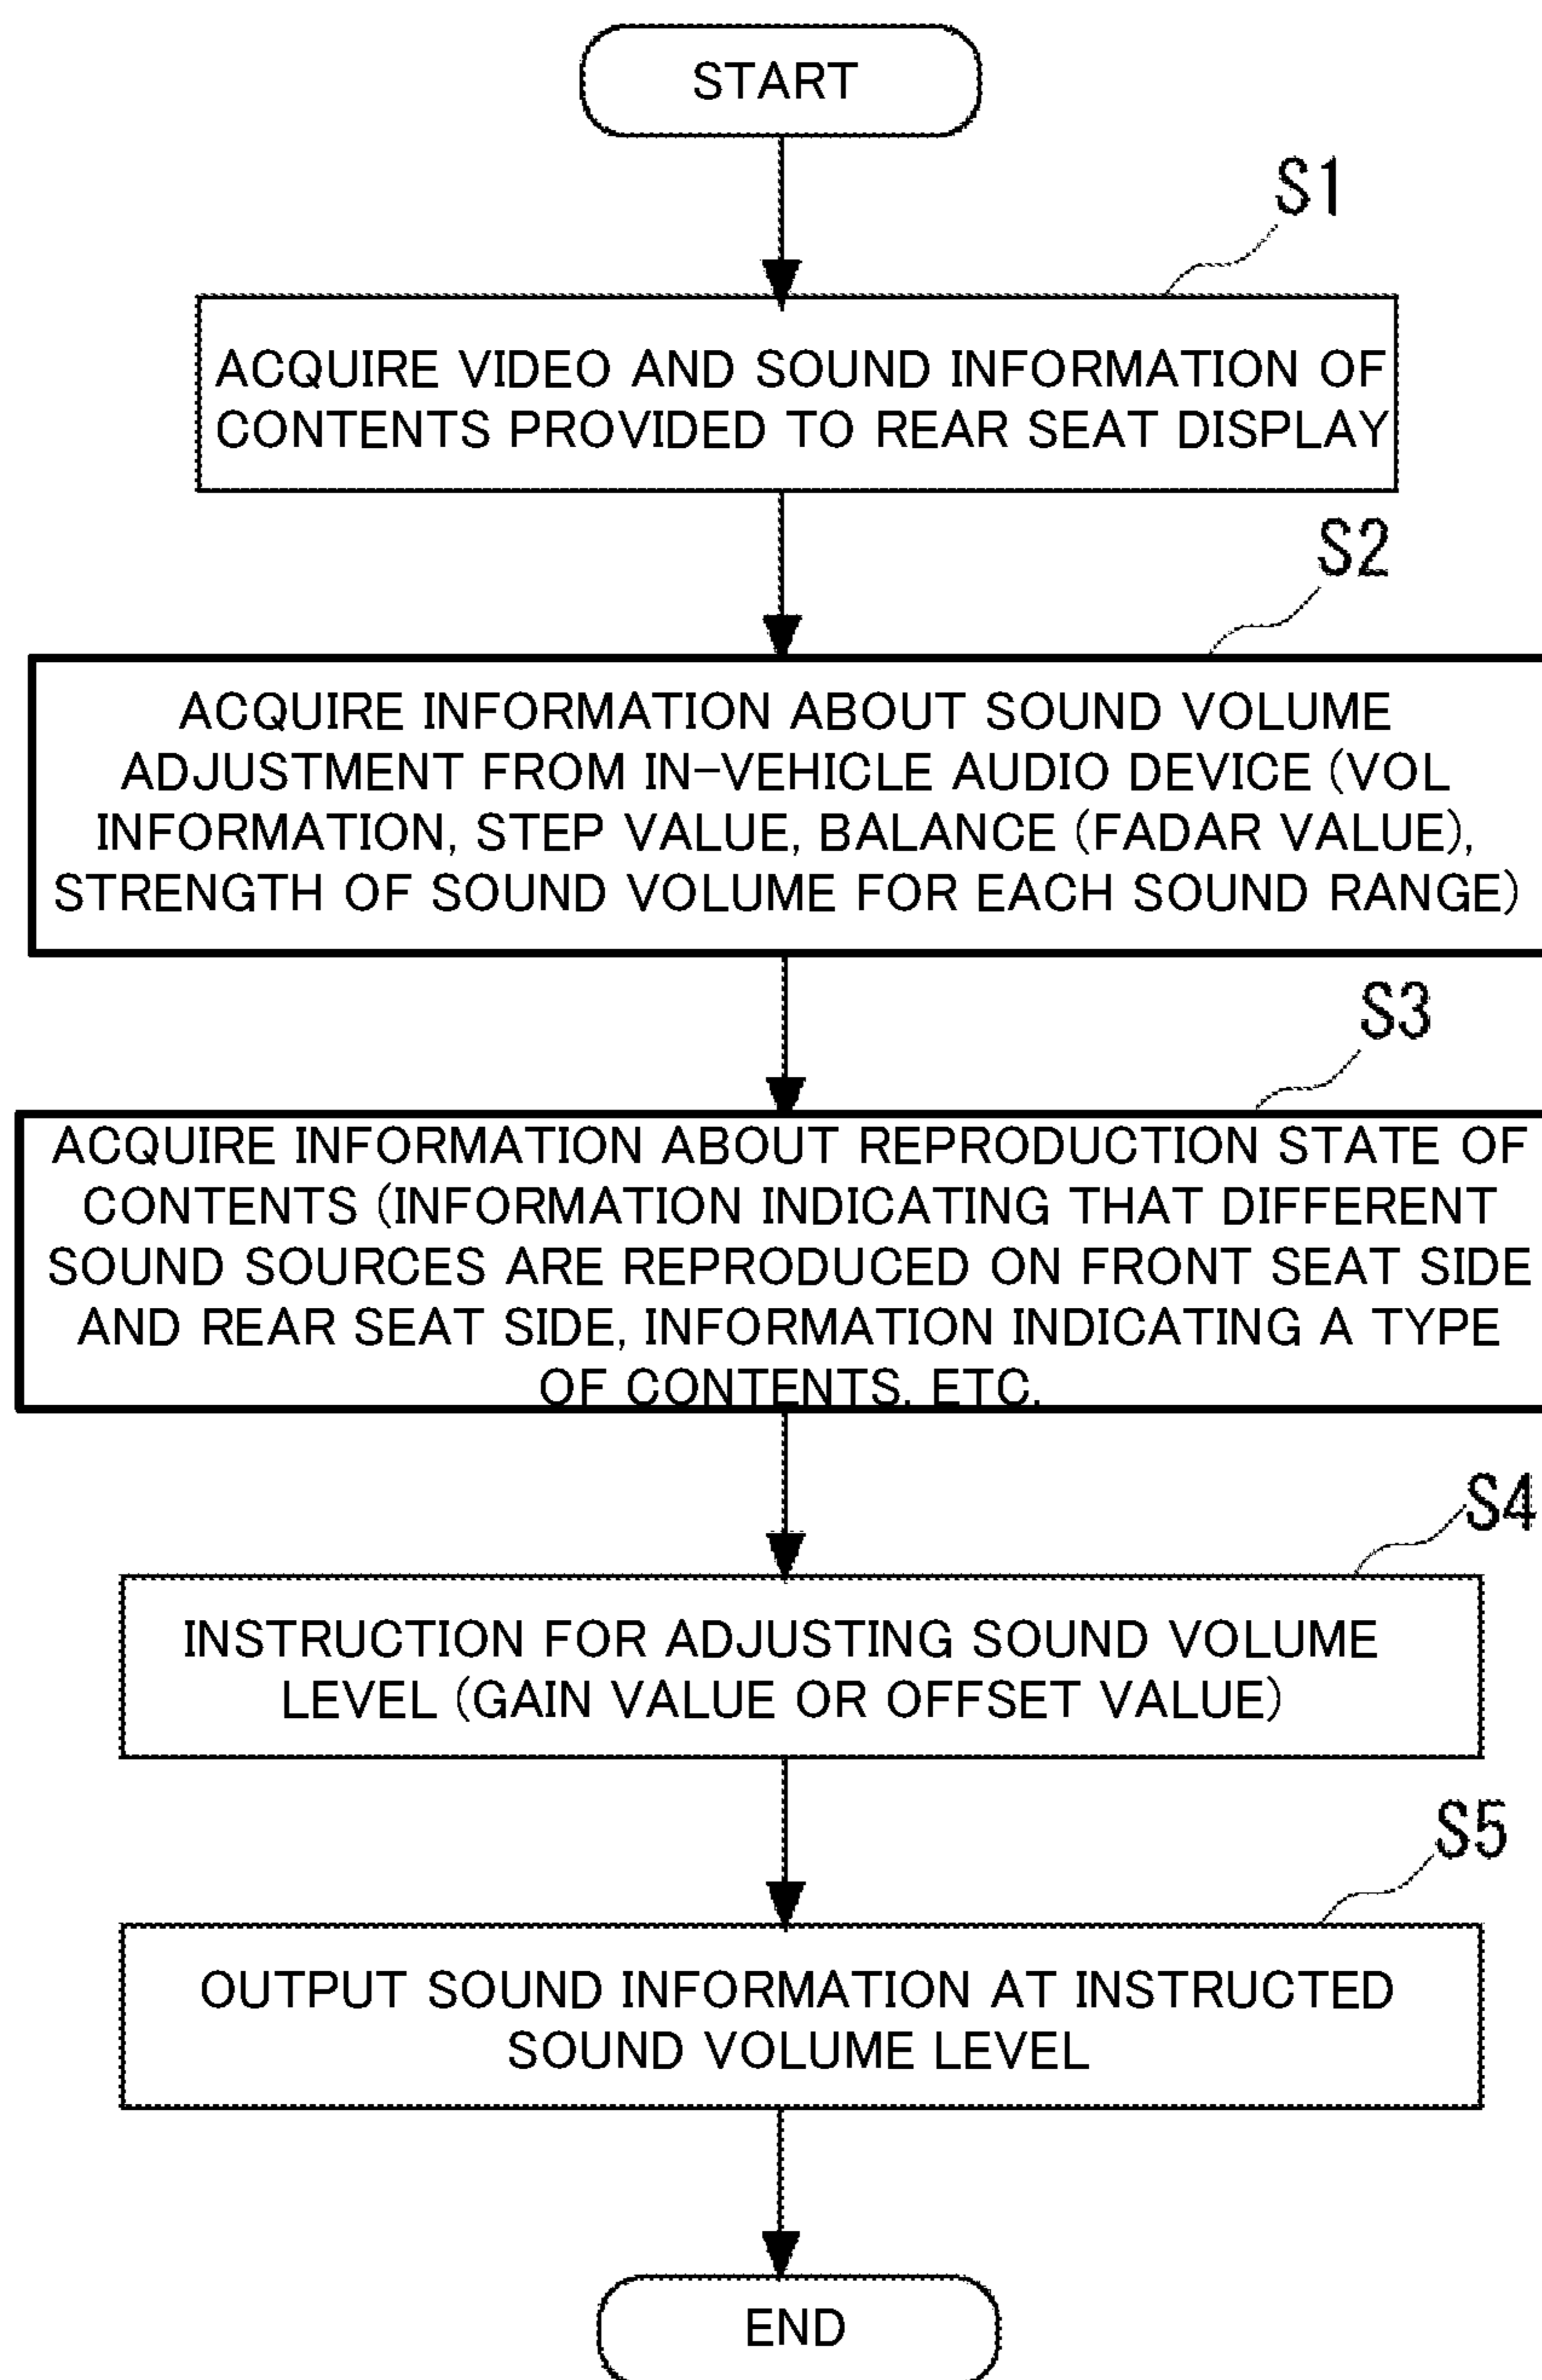 START
S1
ACQUIRE VIDEO AND SOUND INFORMATION OF
CONTENTS PROVIDED TO REAR SEAT DISPLAY
S2
ACQUIRE INFORMATION ABOUT SOUND VOLUME
ADJUSTMENT FROM IN-VEHICLE AUDIO DEVICE (VOL
INFORMATION, STEP VALUE, BALANCE (FADAR VALUE),
STRENGTH OF SOUND VOLUME FOR EACH SOUND RANGE)
S3
ACQUIRE INFORMATION ABOUT REPRODUCTION STATE OF
CONTENTS (INFORMATION INDICATING THAT DIFFERENT
SOUND SOURCES ARE REPRODUCED ON FRONT SEAT SIDE
AND REAR SEAT SIDE, INFORMATION INDICATING A TYPE
OF CONTENTS, ETC.
S4
INSTRUCTION FOR ADJUSTING SOUND VOLUME
LEVEL (GAIN VALUE OR OFFSET VALUE)
S5
OUTPUT SOUND INFORMATION AT INSTRUCTED
SOUND VOLUME LEVEL
END